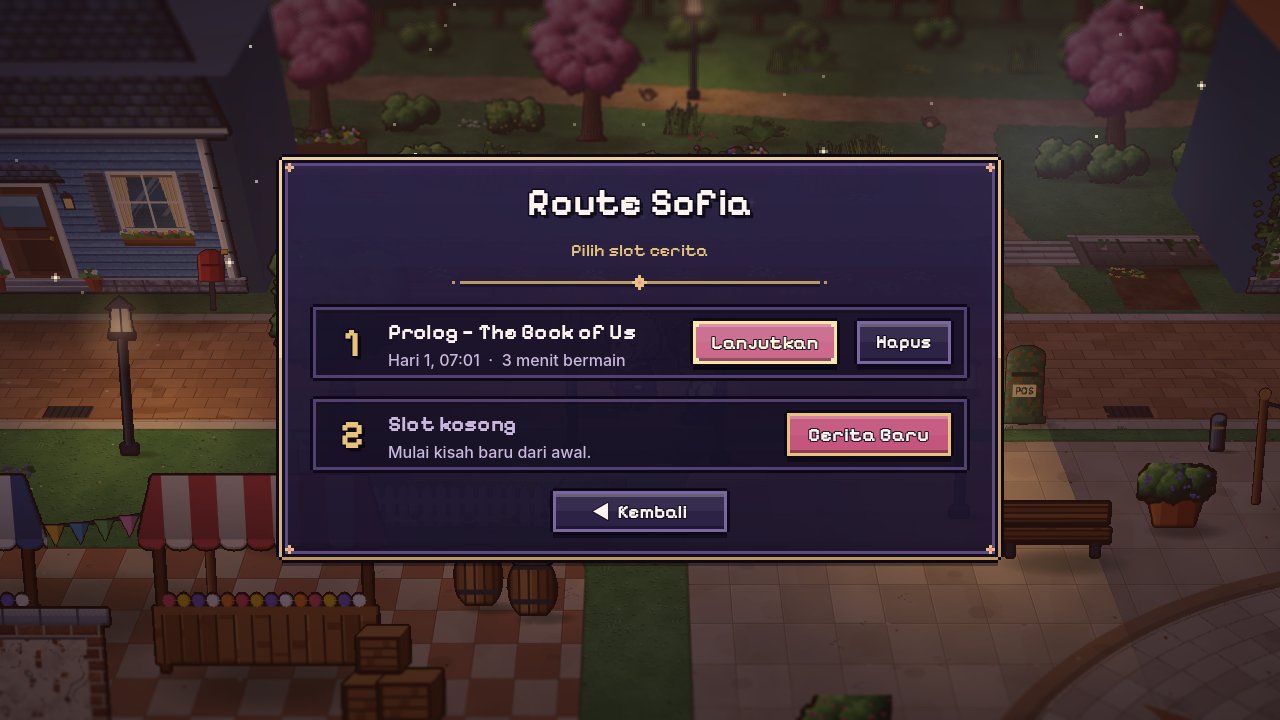 Route Sofia
Pilih slot cerita
1
Prolog - The Book of Us
Hari 1, 07:01 · 3 menit bermain
Lanjutkan
Hapus
2
Slot kosong
Mulai kisah baru dari awal.
Cerita Baru
◀ Kembali
POS